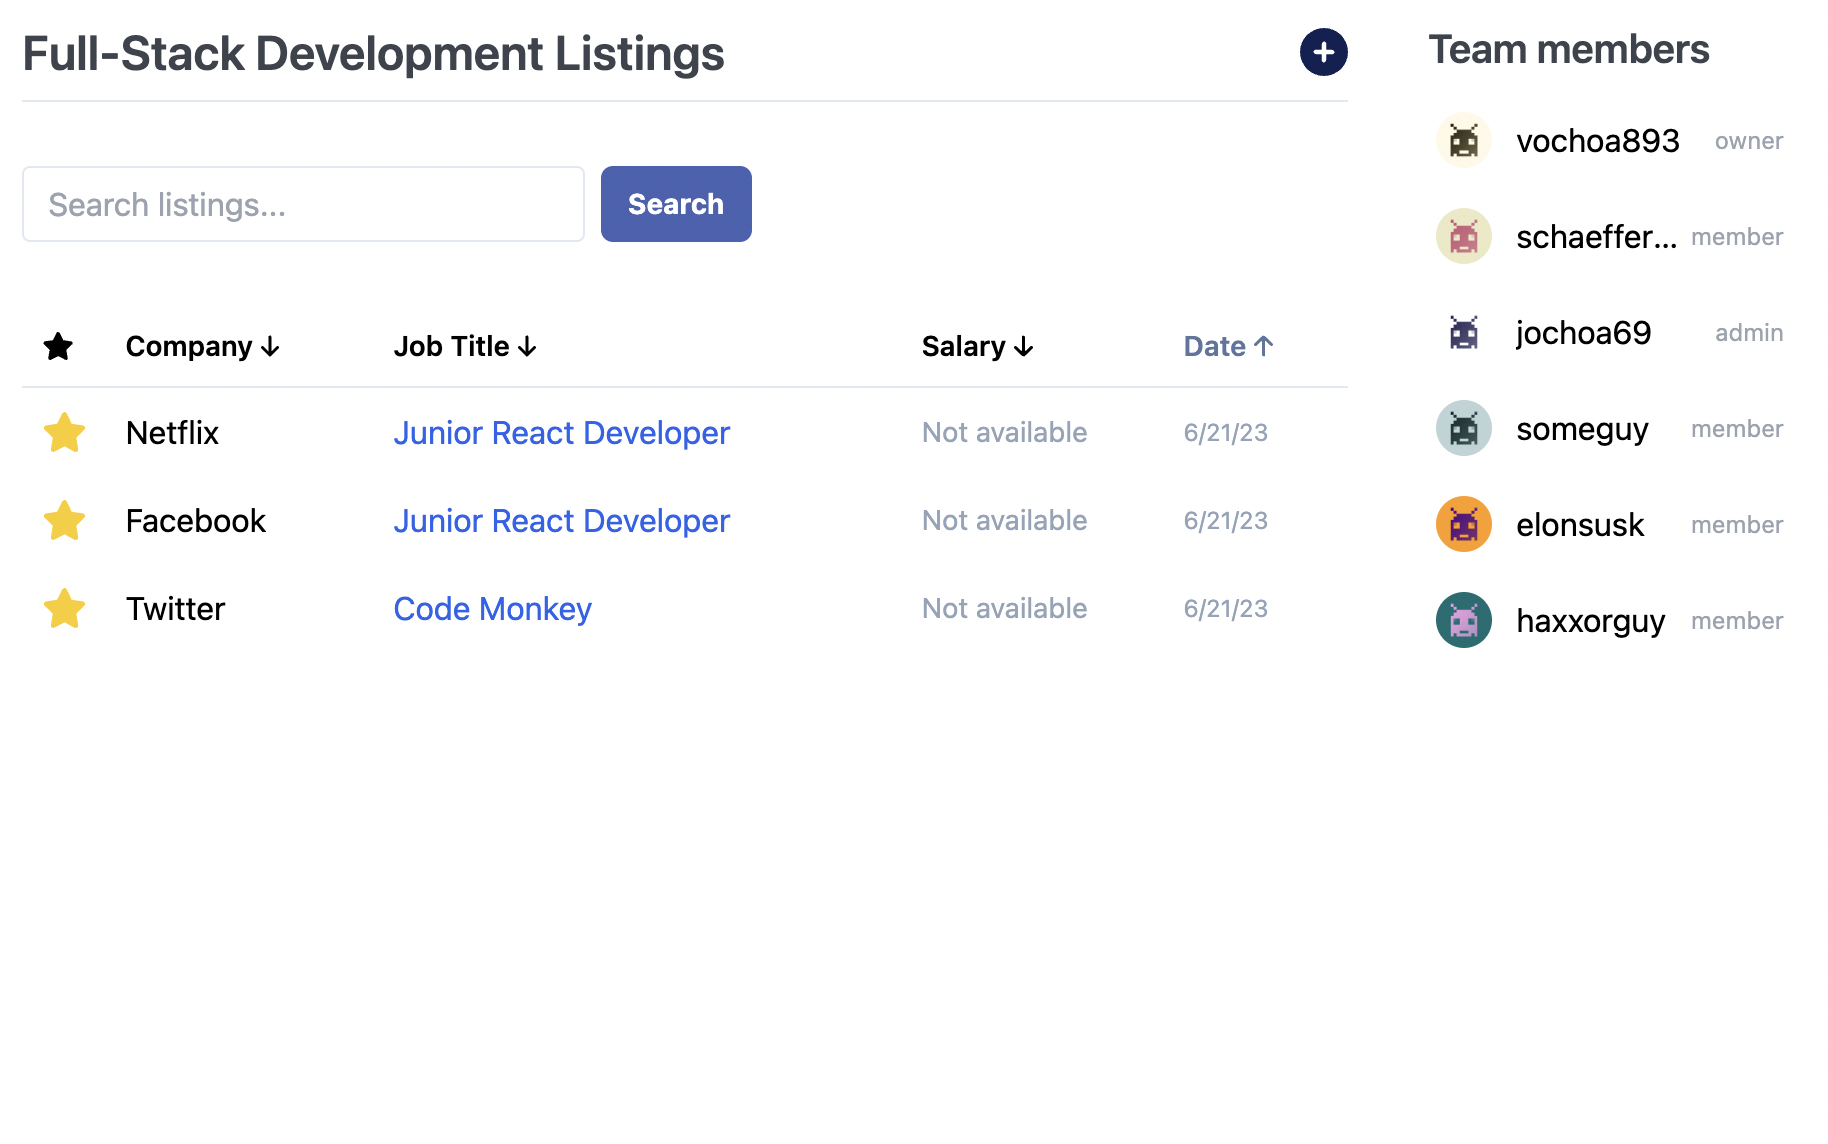 Full-Stack Development Listings
Search listings...
Search
Company Job Title Salary Date
Netflix Junior React Developer Not available 6/21/23
Facebook Junior React Developer Not available 6/21/23
Twitter Code Monkey Not available 6/21/23
Team members
vochoa893 owner
schaeffer... member
jochoa69 admin
someguy member
elonsusk member
haxxorguy member